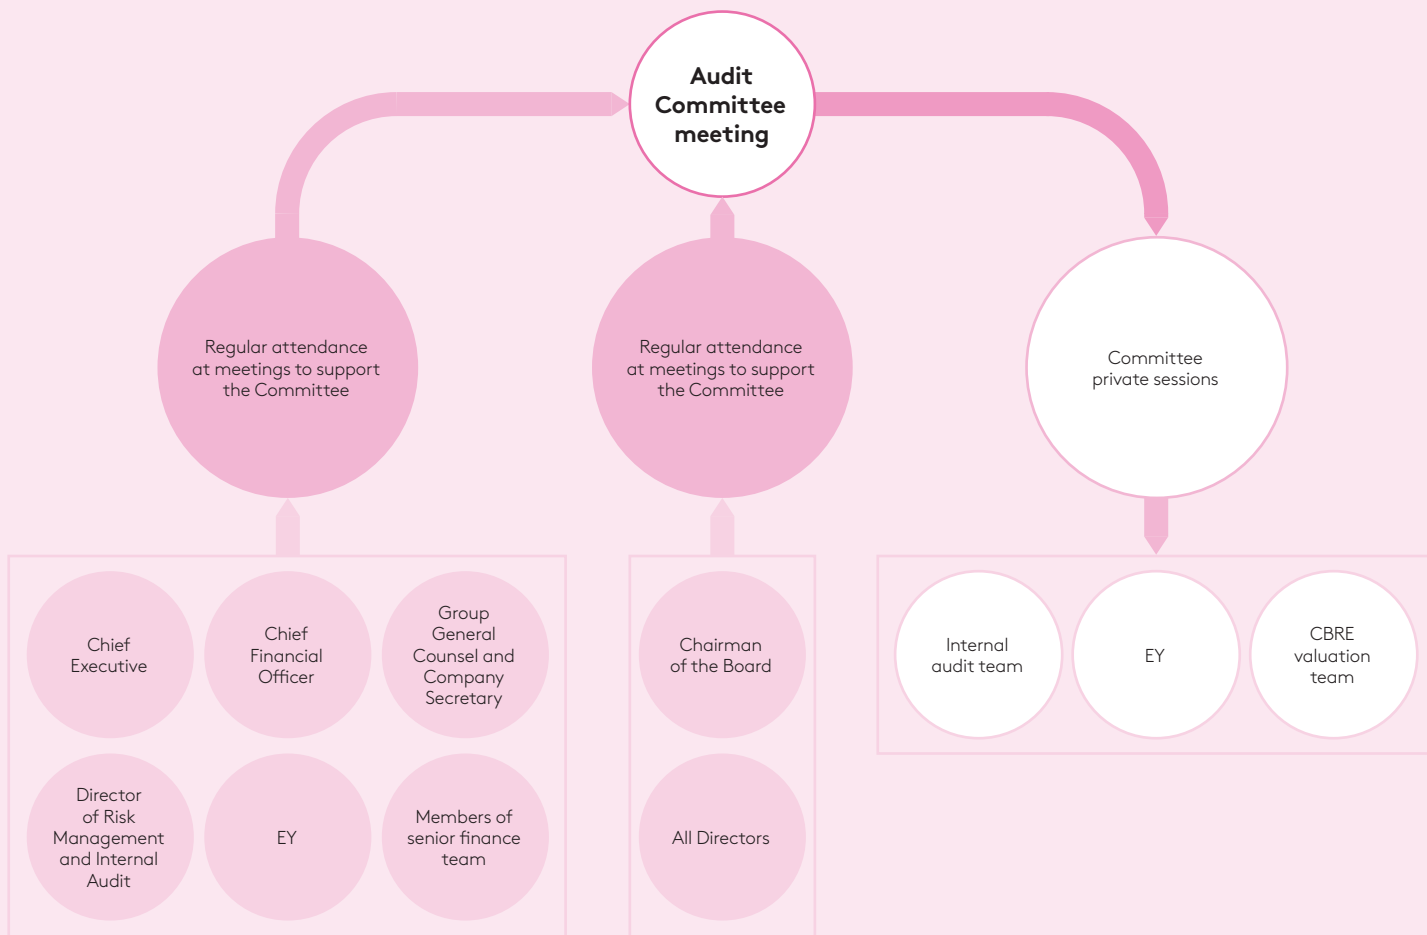 Audit
Committee
meeting
Regular attendance
at meetings to support
the Committee
Regular attendance
at meetings to support
the Committee
Committee
private sessions
Chief
Executive
Chief
Financial
Officer
Group
General
Counsel and
Company
Secretary
Chairman
of the Board
Internal
audit team
EY
CBRE
valuation
team
Director
of Risk
Management
and Internal
Audit
EY
Members of
senior finance
team
All Directors